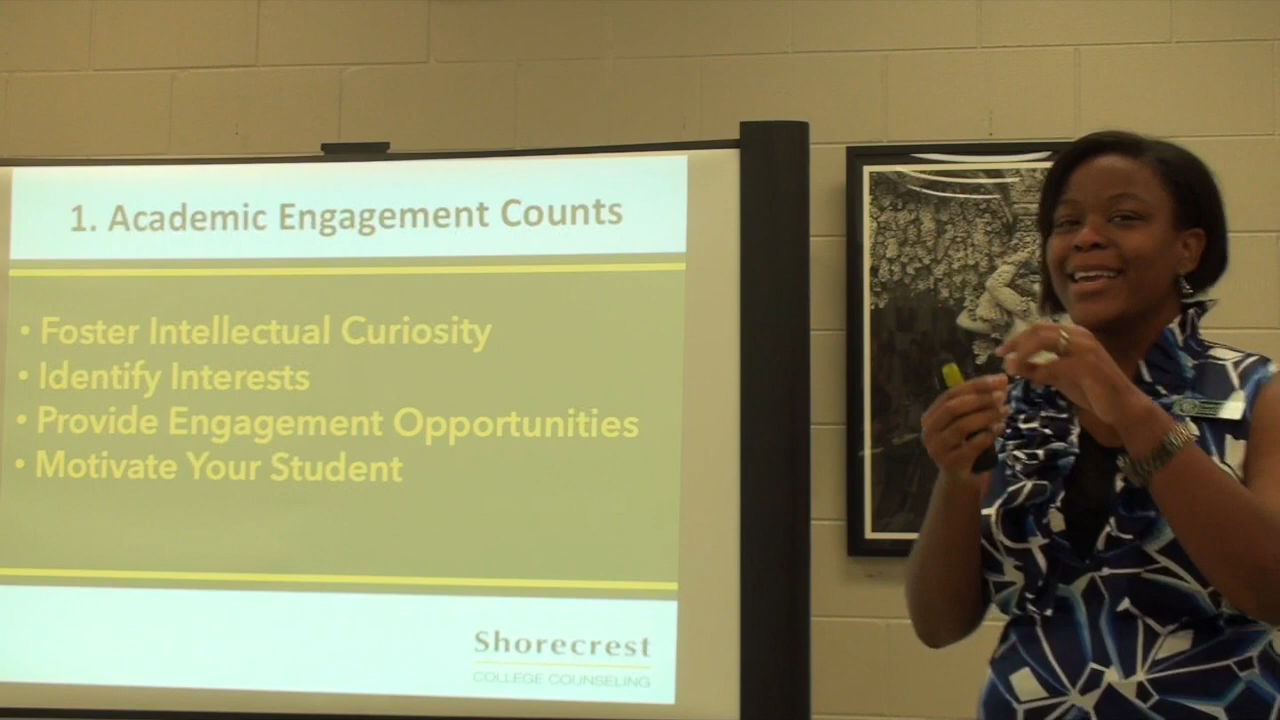 1. Academic Engagement Counts
• Foster Intellectual Curiosity
• Identify Interests
• Provide Engagement Opportunities
• Motivate Your Student
Shorecrest
COLLEGE COUNSELING